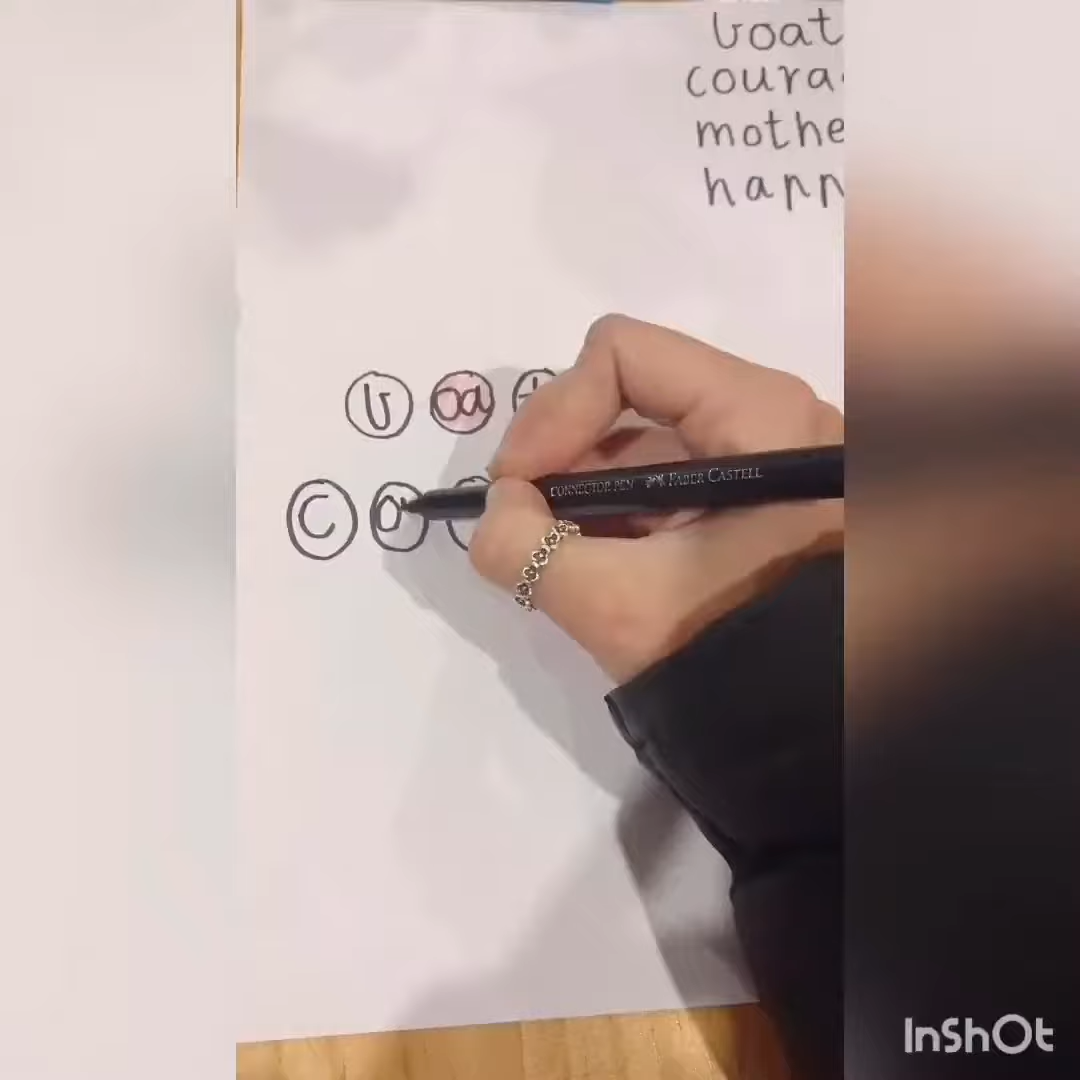 boat
coura
mothe
happ
b oa t
c o
CONNECTOR PEN FABER CASTELL
InShOt